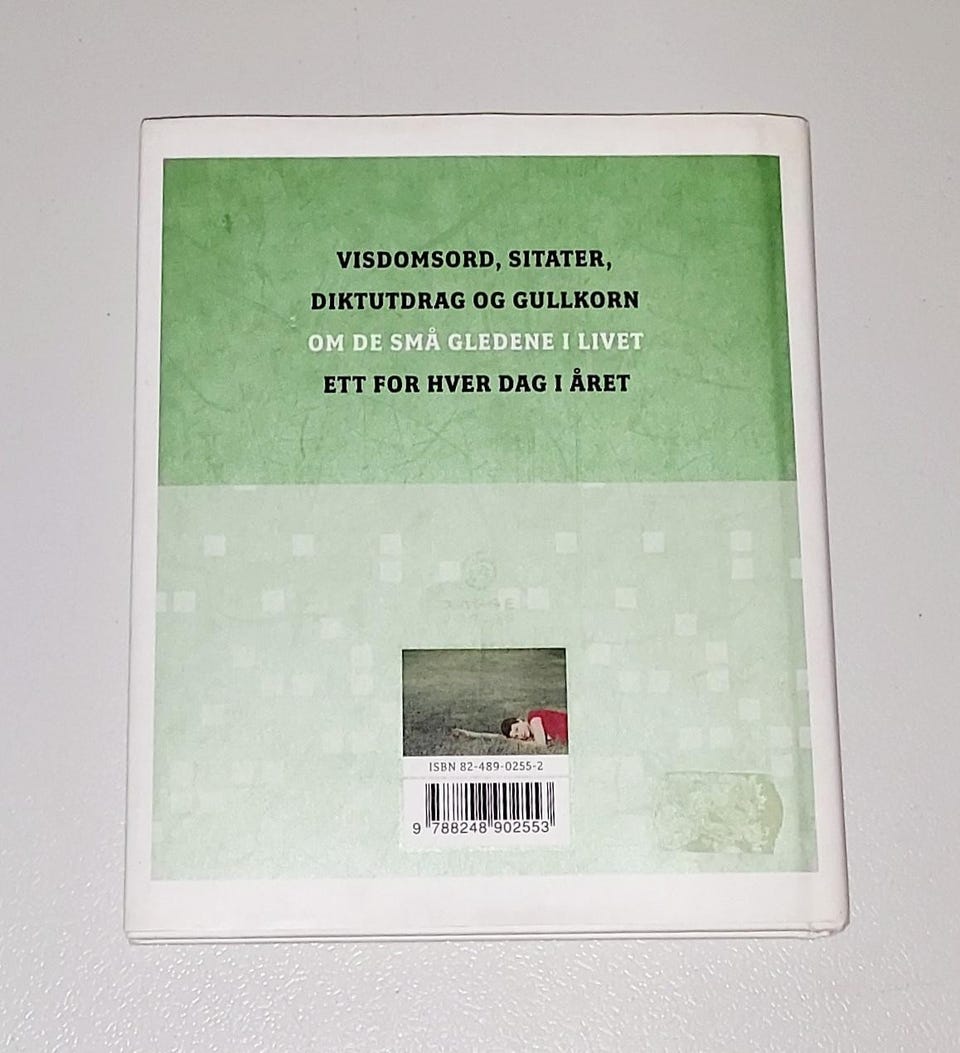 VISDOMSORD, SITATER,
DIKTUTDRAG OG GULLKORN
OM DE SMÅ GLEDENE I LIVET
ETT FOR HVER DAG I ÅRET
ISBN 82-489-0255-2
9 788248 902553